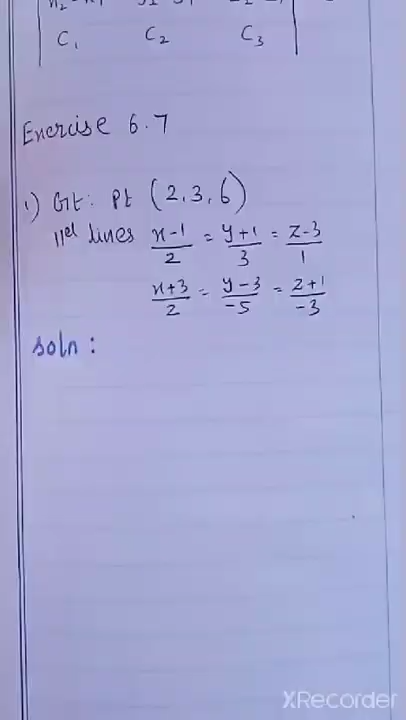 C₁ C₂ C₃
Exercise 6.7
1) Git: Pt (2, 3, 6)
||el lines x-1/2 = y+1/3 = z-3/1
x+3/2 = y-3/-5 = z+1/-3
soln :
XRecorder